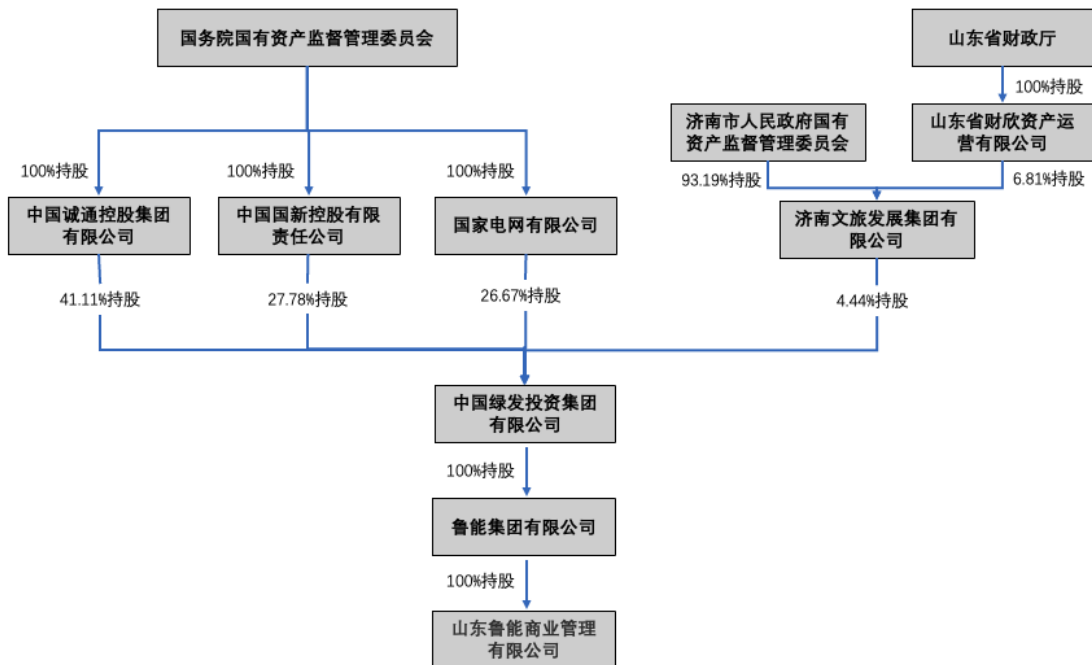 国务院国有资产监督管理委员会
山东省财政厅
100%持股
济南市人民政府国有
资产监督管理委员会
山东省财欣资产运
营有限公司
100%持股
100%持股
100%持股
93.19%持股
6.81%持股
中国诚通控股集团
有限公司
中国国新控股有限
责任公司
国家电网有限公司
济南文旅发展集团有
限公司
41.11%持股
27.78%持股
26.67%持股
4.44%持股
中国绿发投资集团
有限公司
100%持股
鲁能集团有限公司
100%持股
山东鲁能商业管理
有限公司